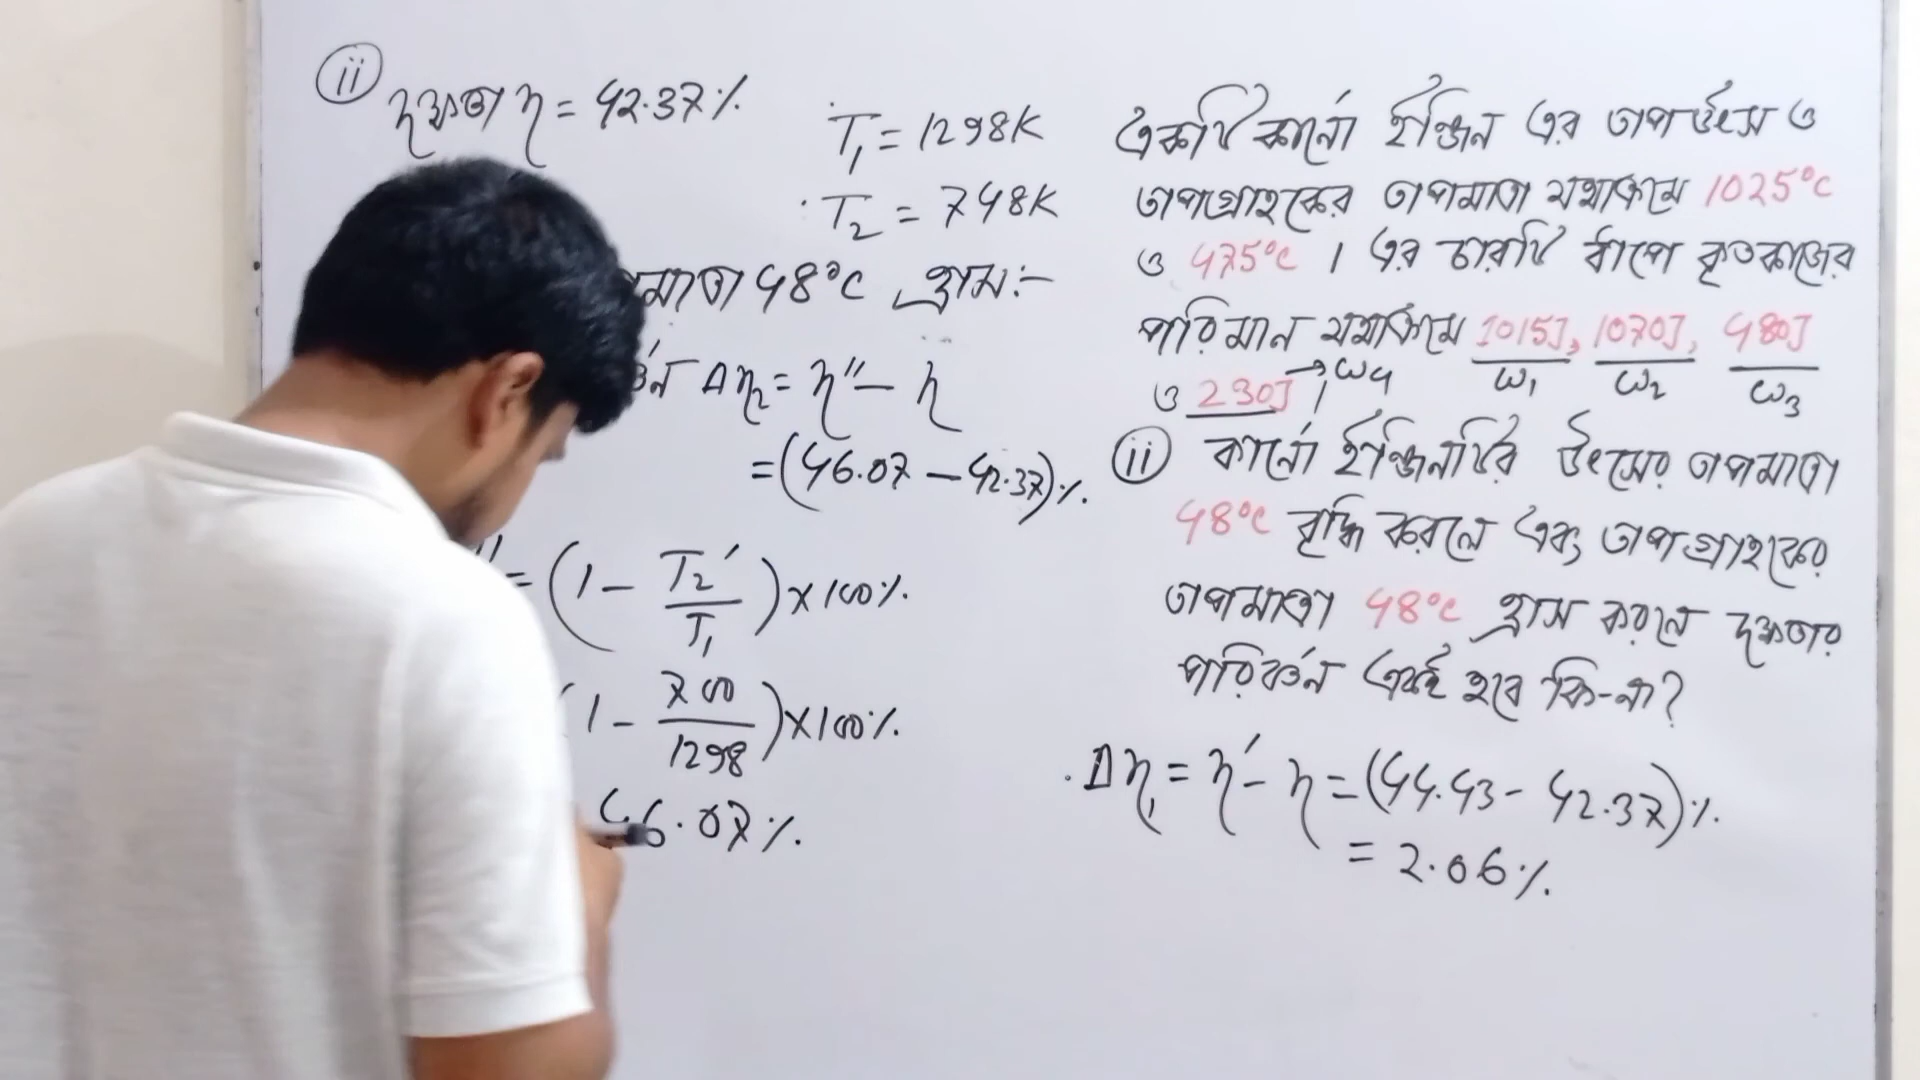 ii দক্ষতা η = 42.37%
T₁ = 1298K
T₂ = 748K
মাত্রা 48°C হ্রাস:-
Δη₂ = η″ - η
= (46.07 - 42.37)%
= (1 - T₂′/T₁) × 100%
1 - 700/1298) × 100%
46.07%
একটি কার্নো ইঞ্জিন এর তাপ উৎস ও
তাপগ্রাহকের তাপমাত্রা যথাক্রমে 1025°C
ও 475°C । এর চারটি ধাপে কৃতকাজের
পরিমান যথাক্রমে 1015J, 1070J, 480J
ও 230J → ω₄ । ω₁ ω₂ ω₃
ii কার্নো ইঞ্জিনটির উৎসের তাপমাত্রা
48°C বৃদ্ধি করলে এবং তাপগ্রাহকের
তাপমাত্রা 48°C হ্রাস করলে দক্ষতার
পরিবর্তন একই হবে কি-না?
Δη₁ = η′ - η = (44.43 - 42.37)%
= 2.06%